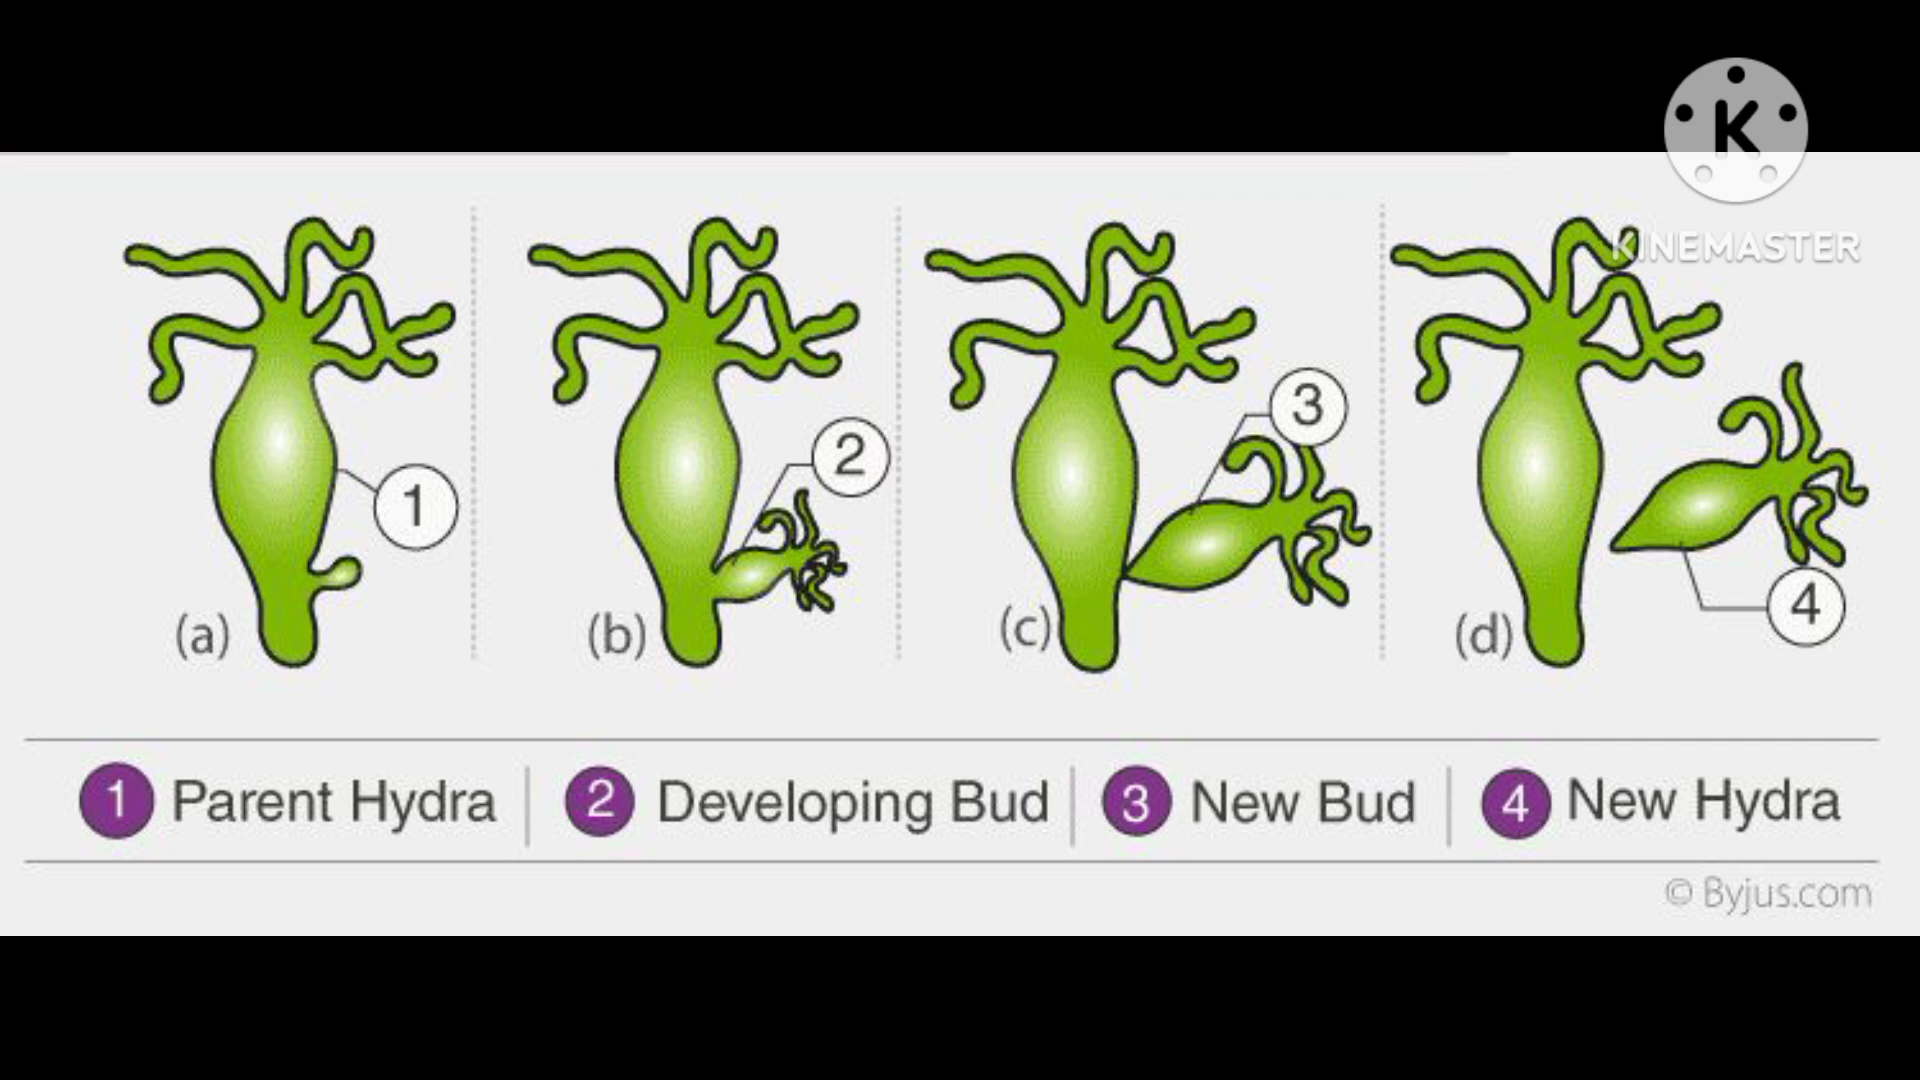 K
KINEMASTER
1
2
3
4
(a)
(b)
(c)
(d)
1 Parent Hydra
2 Developing Bud
3 New Bud
4 New Hydra
© Byjus.com